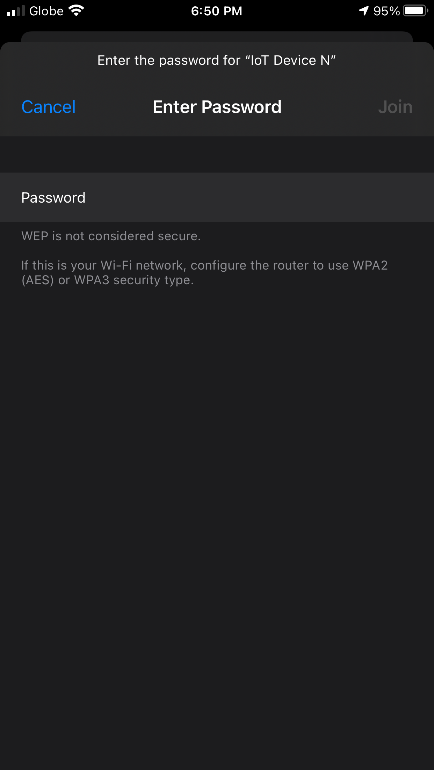 Globe 6:50 PM 95%
Enter the password for “IoT Device N”
Cancel Enter Password Join
Password
WEP is not considered secure.
If this is your Wi-Fi network, configure the router to use WPA2
(AES) or WPA3 security type.